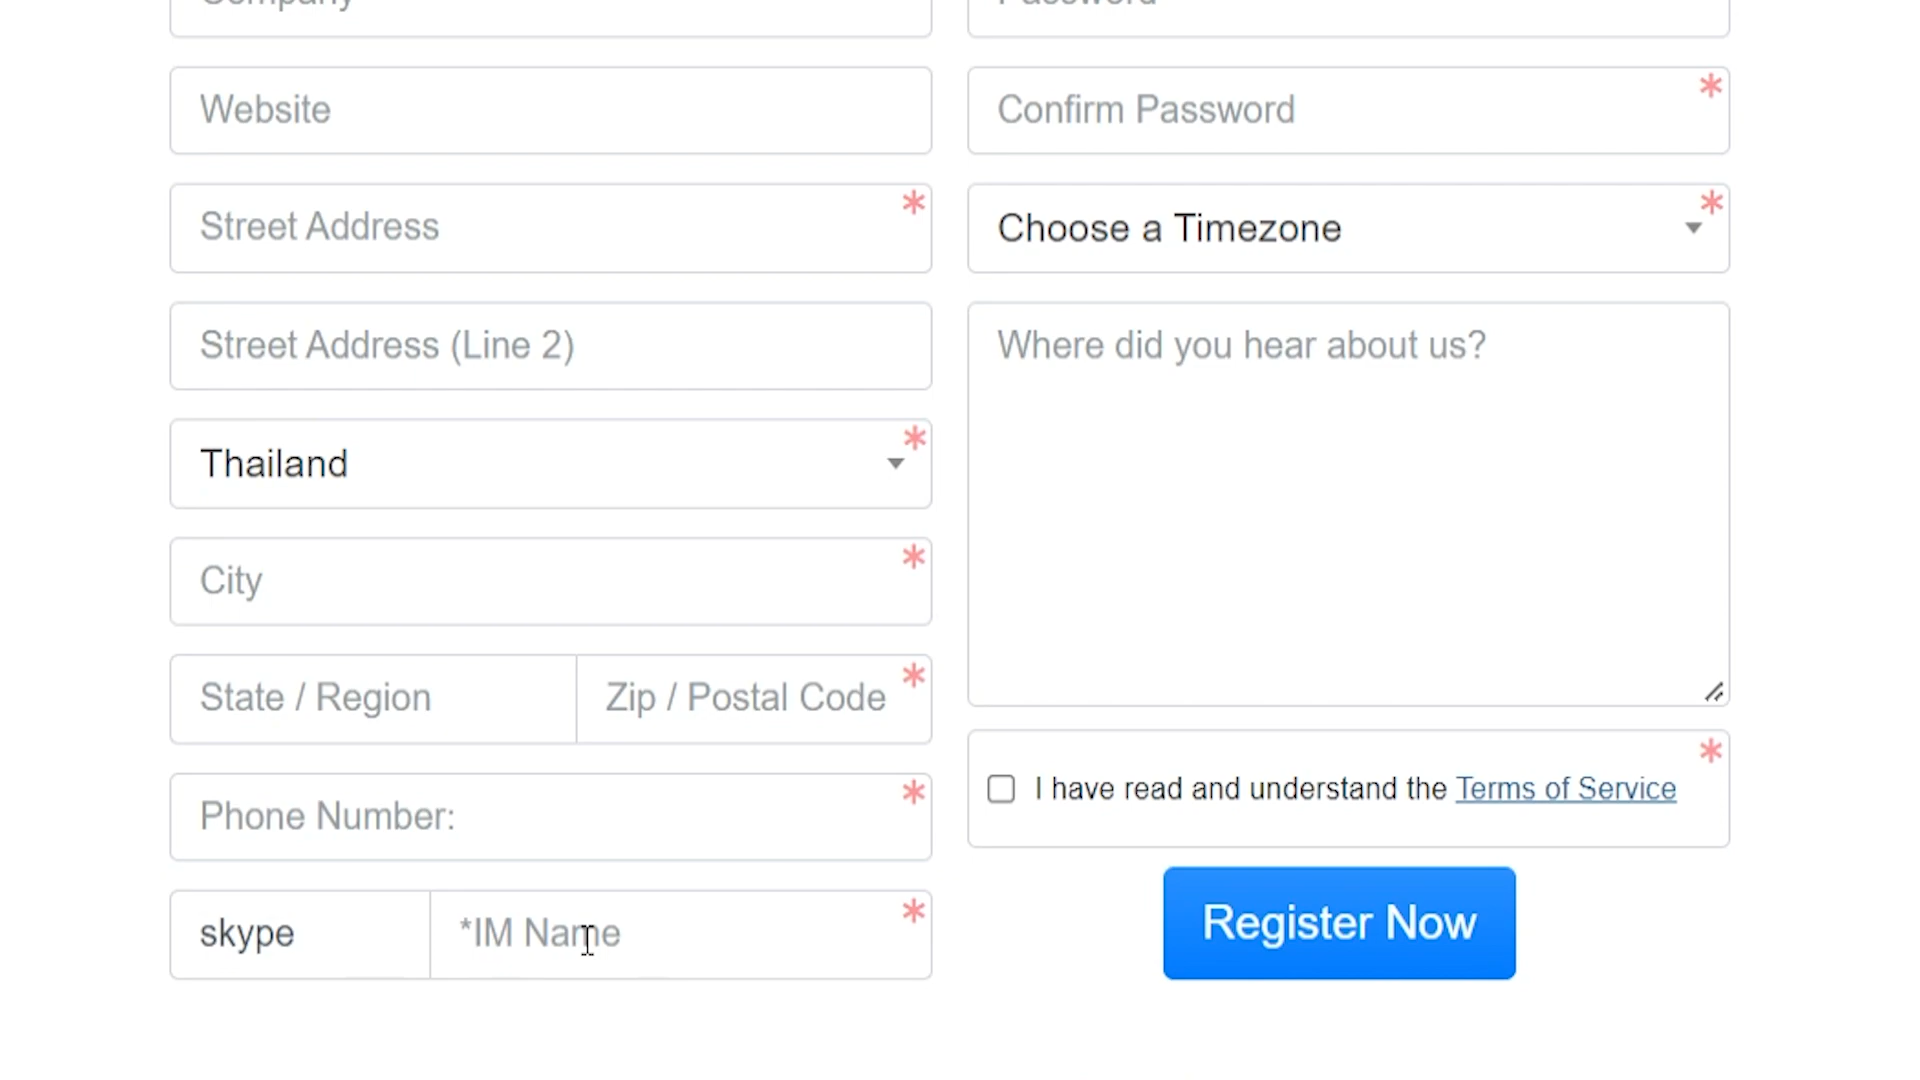 Company
Password
Website
Confirm Password *
Street Address *
Choose a Timezone *
Street Address (Line 2)
Where did you hear about us?
Thailand *
City *
State / Region
Zip / Postal Code *
I have read and understand the Terms of Service *
Phone Number: *
Register Now
skype
*IM Name *